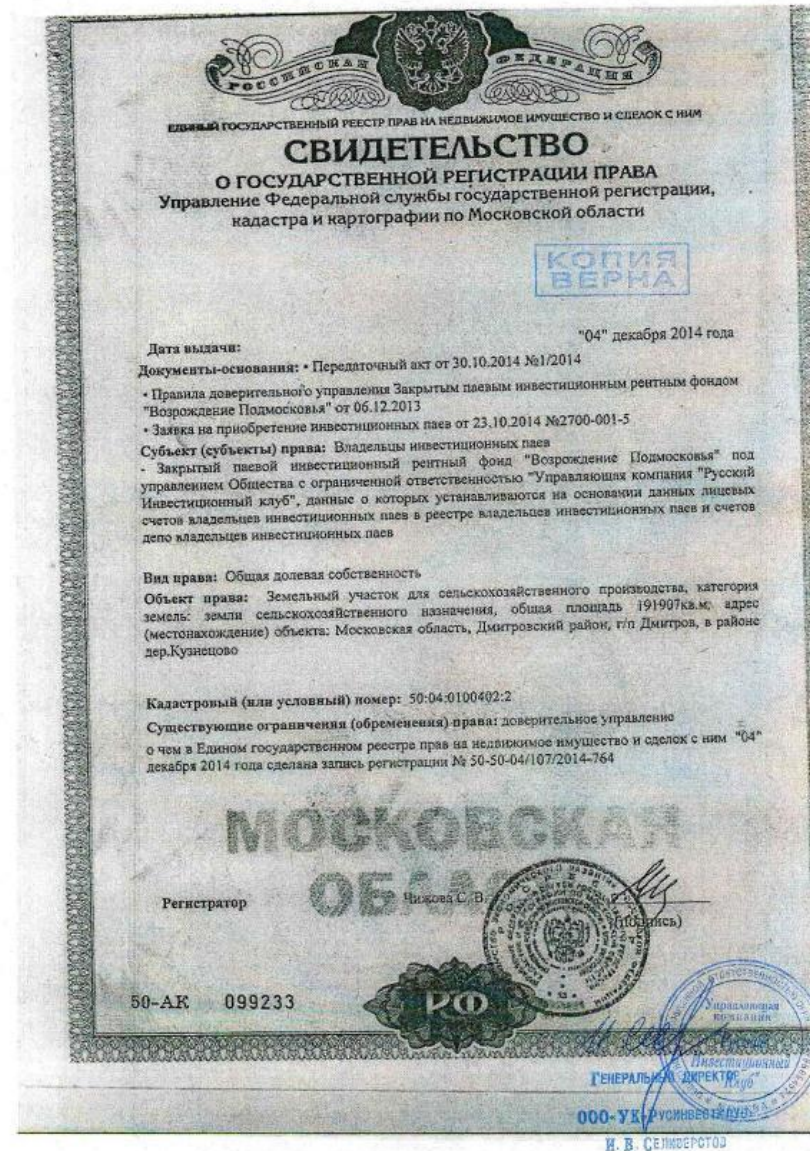 РОССИЙСКАЯ ФЕДЕРАЦИЯ
ЕДИНЫЙ ГОСУДАРСТВЕННЫЙ РЕЕСТР ПРАВ НА НЕДВИЖИМОЕ ИМУЩЕСТВО И СДЕЛОК С НИМ
СВИДЕТЕЛЬСТВО
О ГОСУДАРСТВЕННОЙ РЕГИСТРАЦИИ ПРАВА
Управление Федеральной службы государственной регистрации,
кадастра и картографии по Московской области
КОПИЯ
ВЕРНА
Дата выдачи: "04" декабря 2014 года
Документы-основания: • Передаточный акт от 30.10.2014 №1/2014
• Правила доверительного управления Закрытым паевым инвестиционным рентным фондом
"Возрождение Подмосковья" от 06.12.2013
• Заявка на приобретение инвестиционных паев от 23.10.2014 №2700-001-5
Субъект (субъекты) права: Владельцы инвестиционных паев
- Закрытый паевой инвестиционный рентный фонд "Возрождение Подмосковья" под
управлением Общества с ограниченной ответственностью "Управляющая компания "Русский
Инвестиционный клуб", данные о которых устанавливаются на основании данных лицевых
счетов владельцев инвестиционных паев в реестре владельцев инвестиционных паев и счетов
депо владельцев инвестиционных паев
Вид права: Общая долевая собственность
Объект права: Земельный участок для сельскохозяйственного производства, категория
земель: земли сельскохозяйственного назначения, общая площадь 191907кв.м, адрес
(местонахождение) объекта: Московская область, Дмитровский район, г/п Дмитров, в районе
дер.Кузнецово
Кадастровый (или условный) номер: 50:04:0100402:2
Существующие ограничения (обременения) права: доверительное управление
о чем в Едином государственном реестре прав на недвижимое имущество и сделок с ним "04"
декабря 2014 года сделана запись регистрации № 50-50-04/107/2014-764
МОСКОВСКАЯ
Регистратор Чижова С. В.
(подпись)
50-АК 099233
РФ
Управляющая
компания
Инвестиционный
Клуб"
ГЕНЕРАЛЬНЫЙ ДИРЕКТОР
ООО-УК-РУСИНВЕСТКЛУБ
И. В. СЕЛИВЕРСТОВ